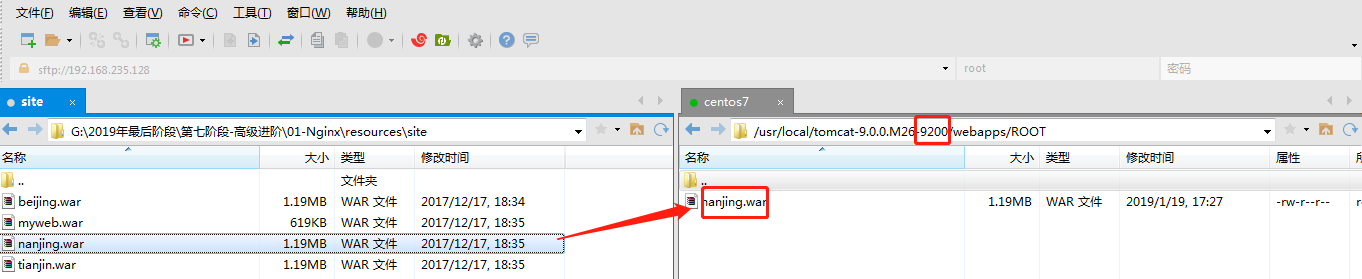 文件(F) 编辑(E) 查看(V) 命令(C) 工具(T) 窗口(W) 帮助(H)
sftp://192.168.235.128 root 密码
site × centos7 ×
G:\2019年最后阶段\第七阶段-高级进阶\01-Nginx\resources\site /usr/local/tomcat-9.0.0.M26-9200/webapps/ROOT
名称 大小 类型 修改时间 名称 大小 类型 修改时间 属性
.. 文件夹 ..
beijing.war 1.19MB WAR 文件 2017/12/17, 18:34 nanjing.war 1.19MB WAR 文件 2019/1/19, 17:27 -rw-r--r--
myweb.war 619KB WAR 文件 2017/12/17, 18:35
nanjing.war 1.19MB WAR 文件 2017/12/17, 18:35
tianjin.war 1.19MB WAR 文件 2017/12/17, 18:35